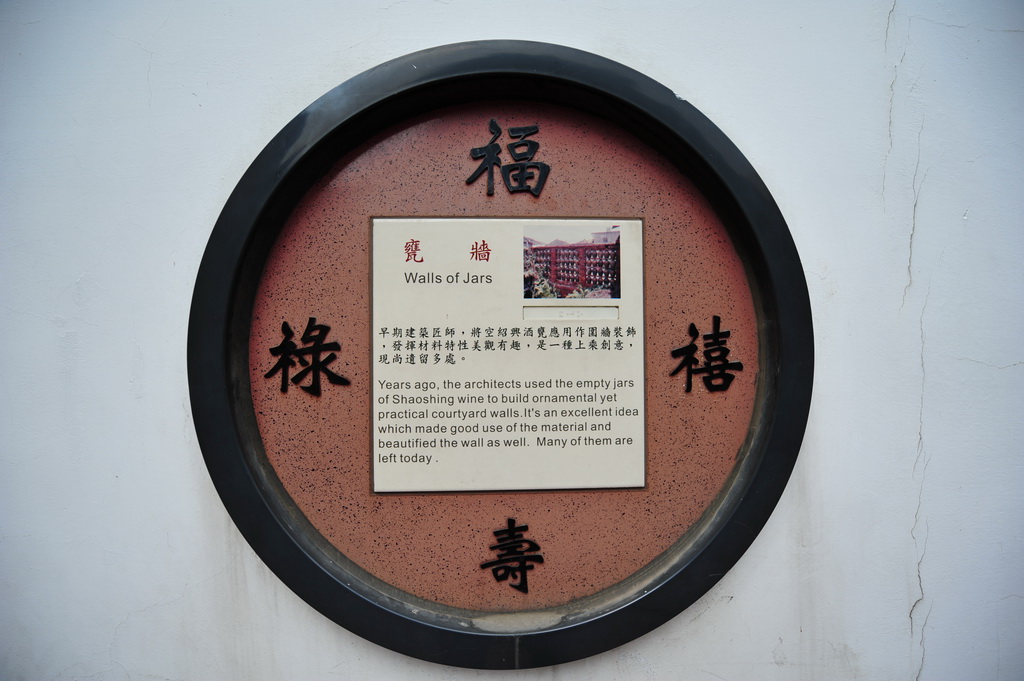 福
甕 牆
Walls of Jars
早期建築匠師，將空紹興酒甕應用作圍牆裝飾
，發揮材料特性美觀有趣，是一種上乘創意，
現尚遺留多處。
祿
禧
Years ago, the architects used the empty jars
of Shaoshing wine to build ornamental yet
practical courtyard walls.It's an excellent idea
which made good use of the material and
beautified the wall as well. Many of them are
left today .
壽